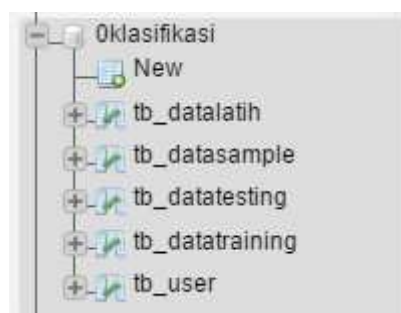 0klasifikasi
New
tb_datalatih
tb_datasample
tb_datatesting
tb_datatraining
tb_user